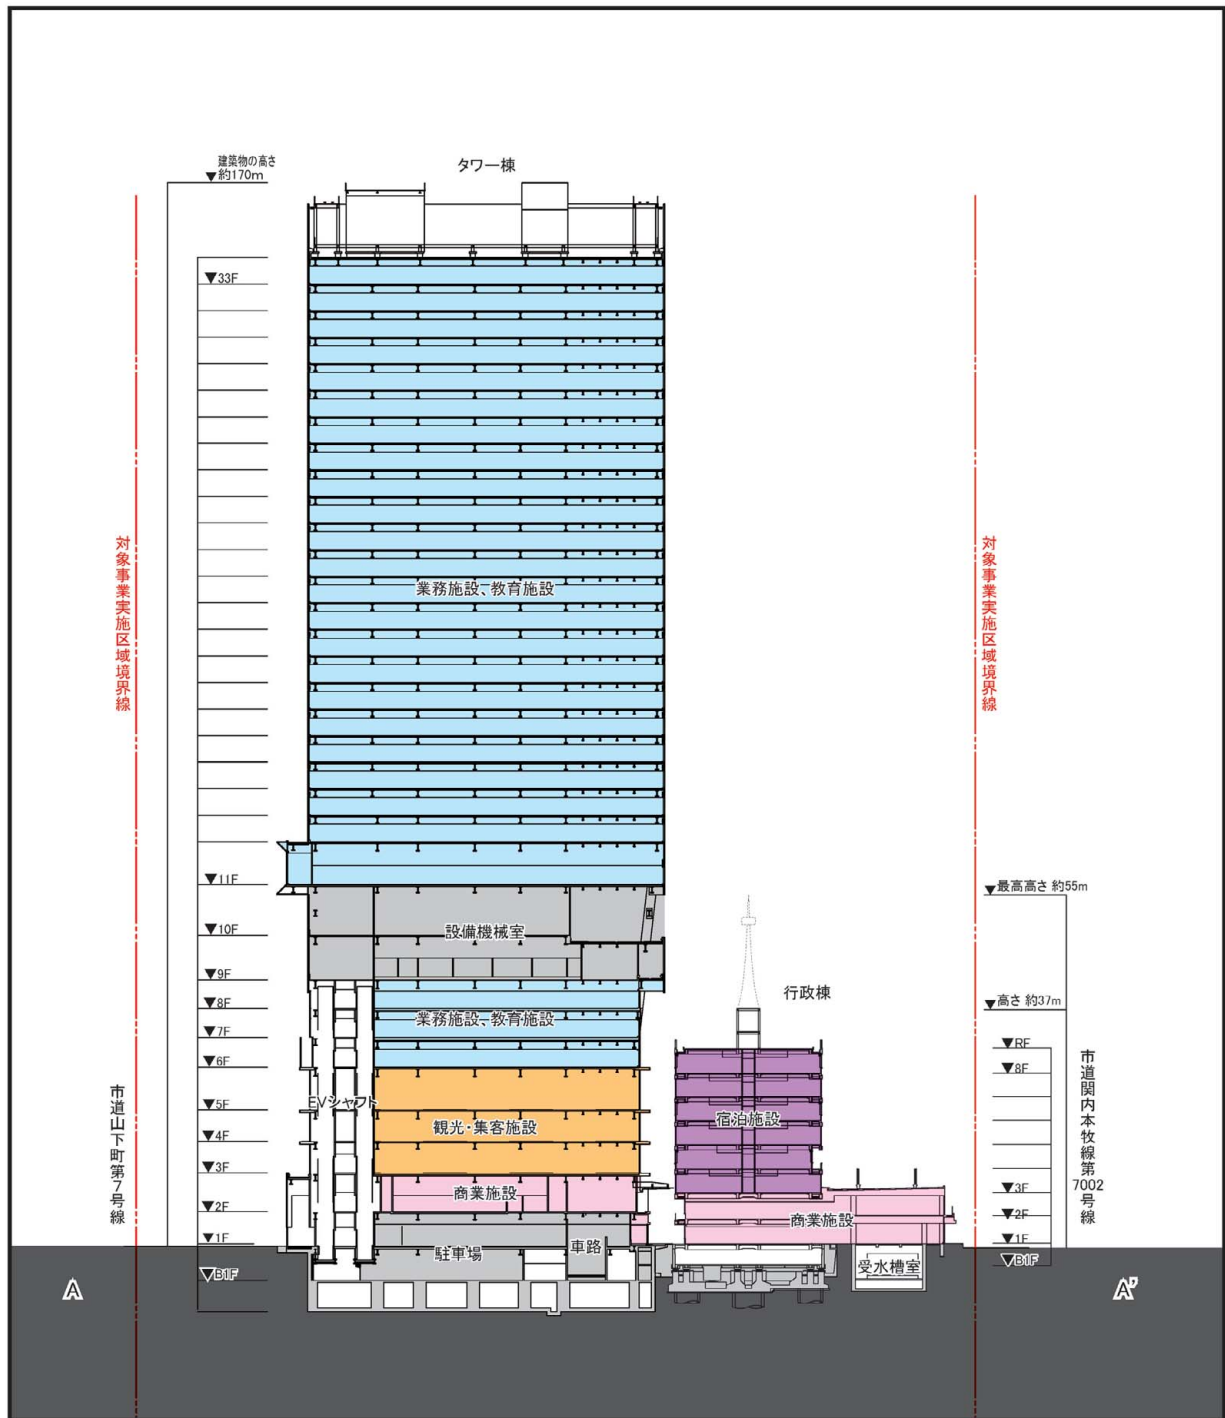 建築物の高さ
▼約170m
タワー棟
▼33F
対象事業実施区域境界線
対象事業実施区域境界線
業務施設、教育施設
▼11F
▼最高高さ 約55m
▼10F
設備機械室
▼9F
行政棟
▼8F
▼高さ 約37m
業務施設、教育施設
▼7F
▼RF
▼6F
▼8F
EVシャフト
▼5F
観光・集客施設
宿泊施設
▼4F
▼3F
▼3F
商業施設
▼2F
▼2F
商業施設
▼1F
▼1F
駐車場
車路
受水槽室
▼B1F
▼B1F
市道山下町第7号線
市道関内本牧線第7002号線
A
A'